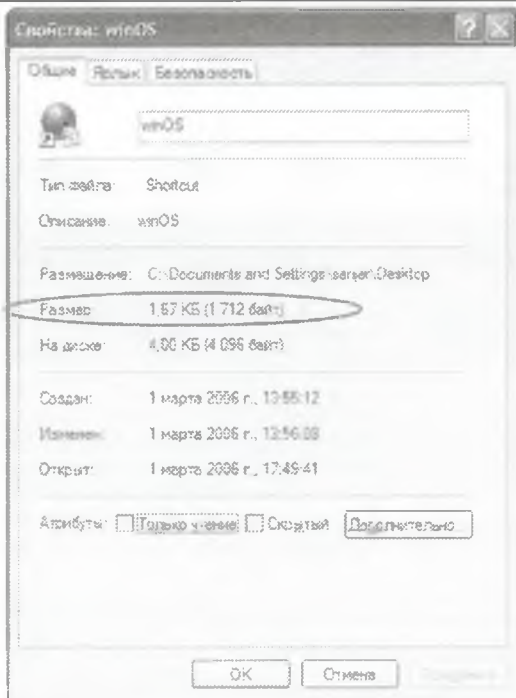 Свойства: winOS
Общие Ярлык Безопасность
winOS
Тип файла: Shortcut
Описание: winOS
Размещение: C:\Documents and Settings\server\Desktop
Размер: 1,67 КБ (1 712 байт)
На диске: 4,00 КБ (4 096 байт)
Создан: 1 марта 2006 г., 13:55:12
Изменен: 1 марта 2006 г., 13:56:08
Открыт: 1 марта 2006 г., 17:49:41
Атрибуты: Только чтение Скрытый Дополнительно...
OK Отмена